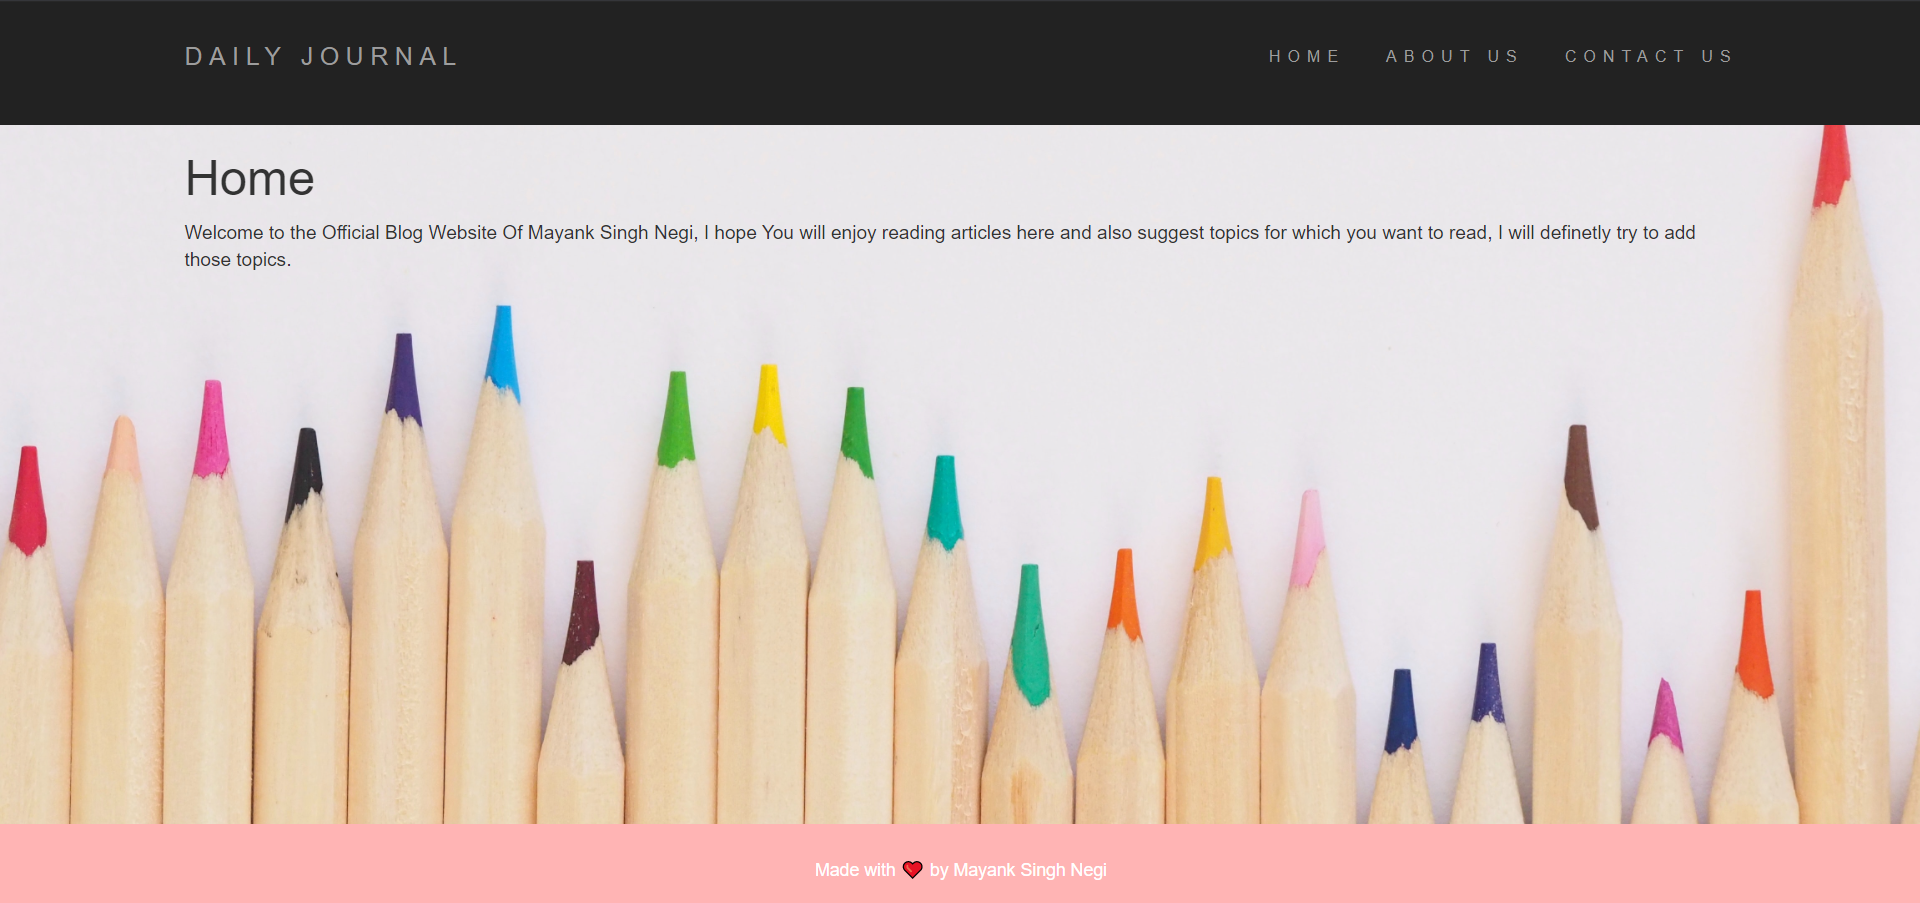 DAILY JOURNAL
HOME ABOUT US CONTACT US
Home
Welcome to the Official Blog Website Of Mayank Singh Negi, I hope You will enjoy reading articles here and also suggest topics for which you want to read, I will definetly try to add
those topics.
Made with ❤ by Mayank Singh Negi